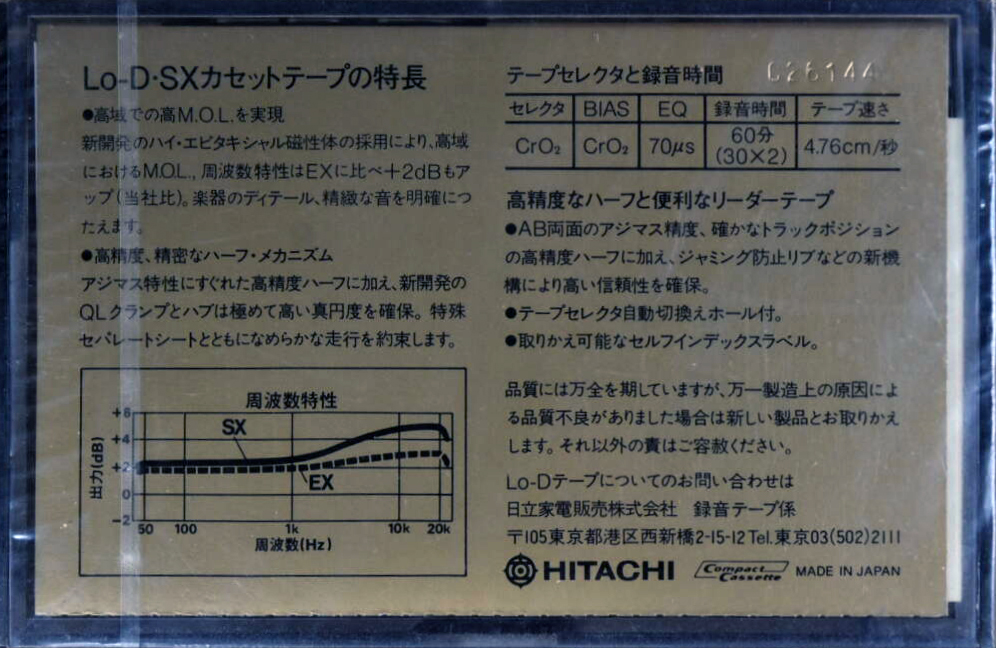 Lo-D·SXカセットテープの特長
●高域での高M.O.L.を実現
新開発のハイ・エピタキシャル磁性体の採用により、高域
におけるM.O.L.、周波数特性はEXに比べ+2dBもア
ップ(当社比)。楽器のディテール、精緻な音を明確につ
たえます。
●高精度、精密なハーフ・メカニズム
アジマス特性にすぐれた高精度ハーフに加え、新開発の
QLクランプとハブは極めて高い真円度を確保。特殊
セパレートシートとともになめらかな走行を約束します。
周波数特性
出力(dB)
+6
+4
+2
0
-2
SX
EX
50 100 1k 10k 20k
周波数(Hz)
テープセレクタと録音時間
C26144
セレクタ BIAS EQ 録音時間 テープ速さ
CrO₂ CrO₂ 70μs 60分(30×2) 4.76cm/秒
高精度なハーフと便利なリーダーテープ
●AB両面のアジマス精度、確かなトラックポジション
の高精度ハーフに加え、ジャミング防止リブなどの新機
構により高い信頼性を確保。
●テープセレクタ自動切換えホール付。
●取りかえ可能なセルフインデックスラベル。
品質には万全を期していますが、万一製造上の原因によ
る品質不良がありました場合は新しい製品とお取りかえ
します。それ以外の責はご容赦ください。
Lo-Dテープについてのお問い合わせは
日立家電販売株式会社 録音テープ係
〒105東京都港区西新橋2-15-12 Tel.東京03(502)2111
HITACHI Compact Cassette MADE IN JAPAN